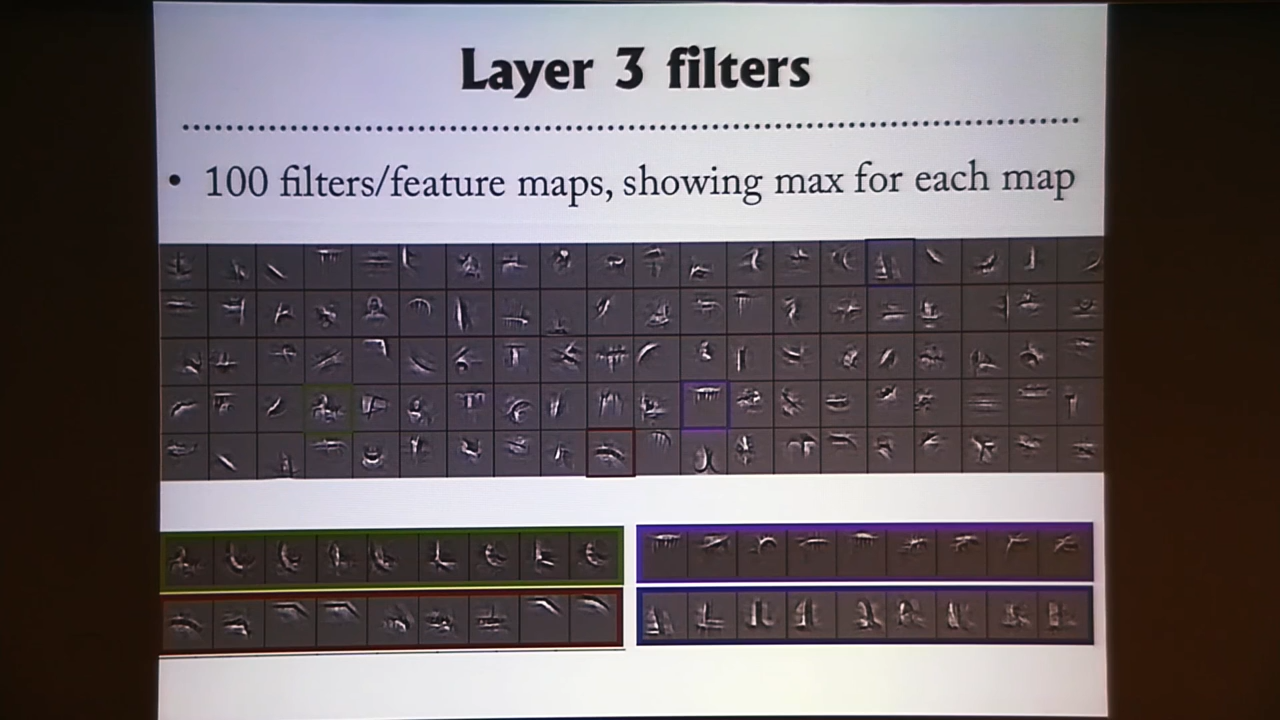 Layer 3 filters
• 100 filters/feature maps, showing max for each map